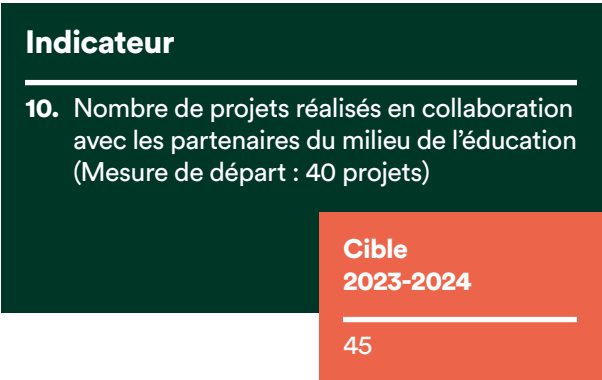 Indicateur
10. Nombre de projets réalisés en collaboration
avec les partenaires du milieu de l’éducation
(Mesure de départ : 40 projets)
Cible
2023-2024
45